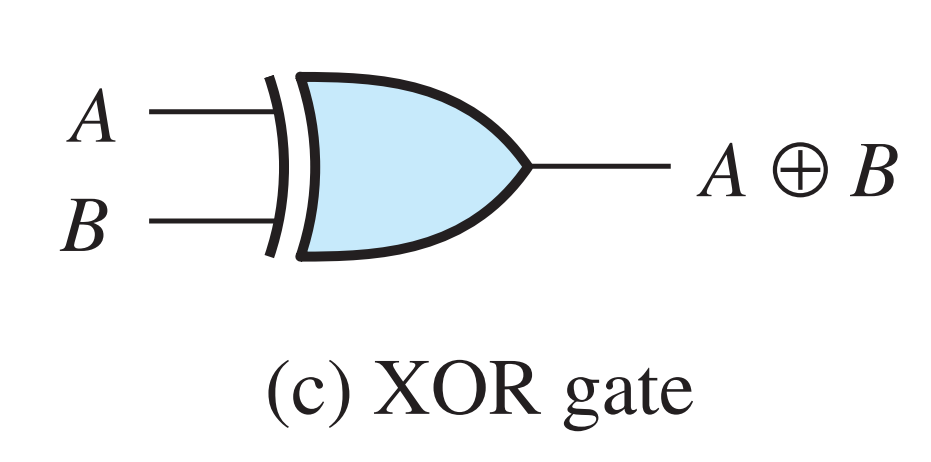 A
B
A ⊕ B
(c) XOR gate